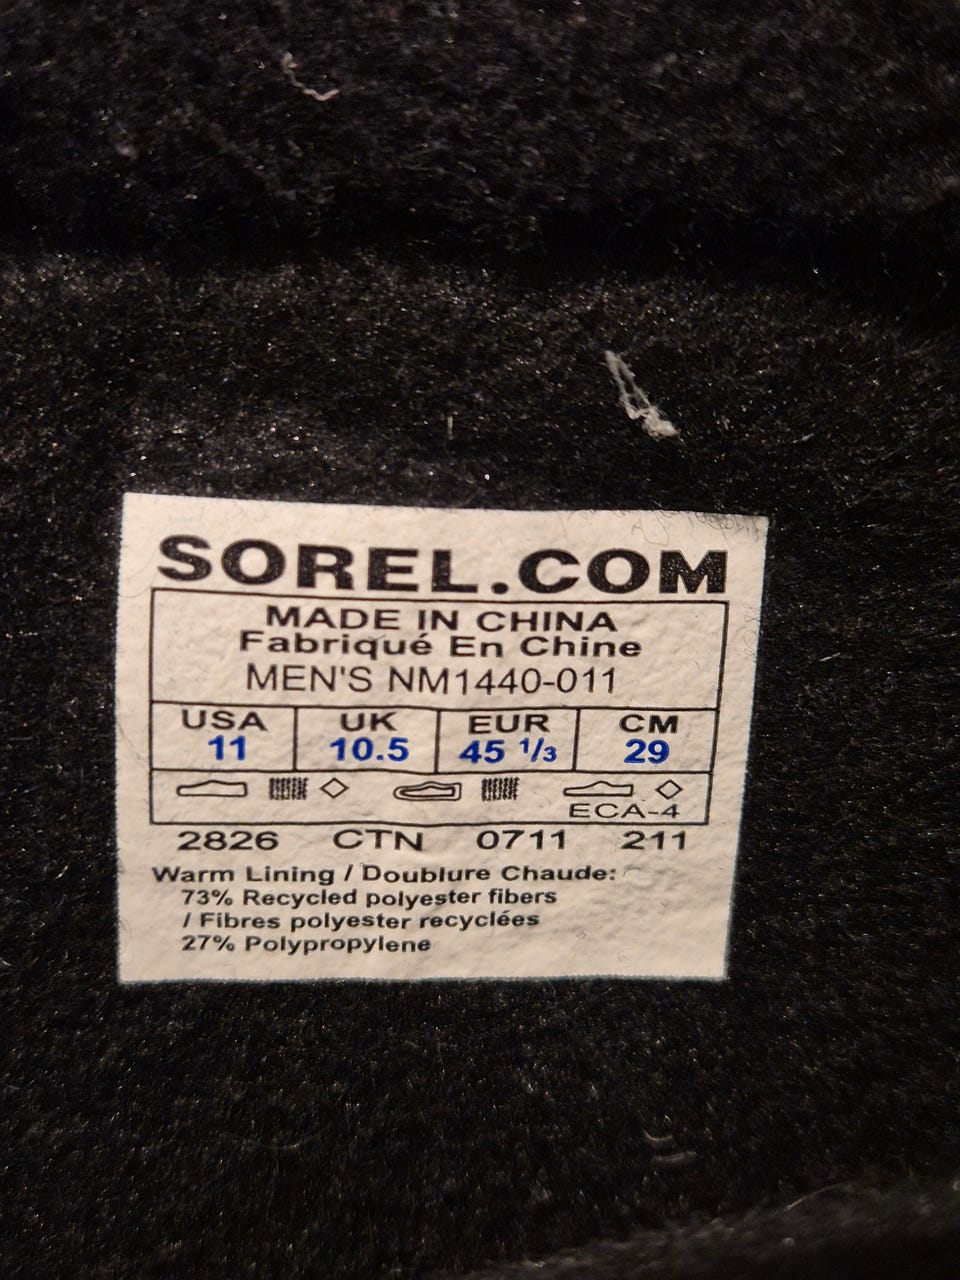 SOREL.COM
MADE IN CHINA
Fabriqué En Chine
MEN'S NM1440-011
USA UK EUR CM
11 10.5 45 1/3 29
ECA-4
2826 CTN 0711 211
Warm Lining / Doublure Chaude:
73% Recycled polyester fibers
/ Fibres polyester recyclées
27% Polypropylene